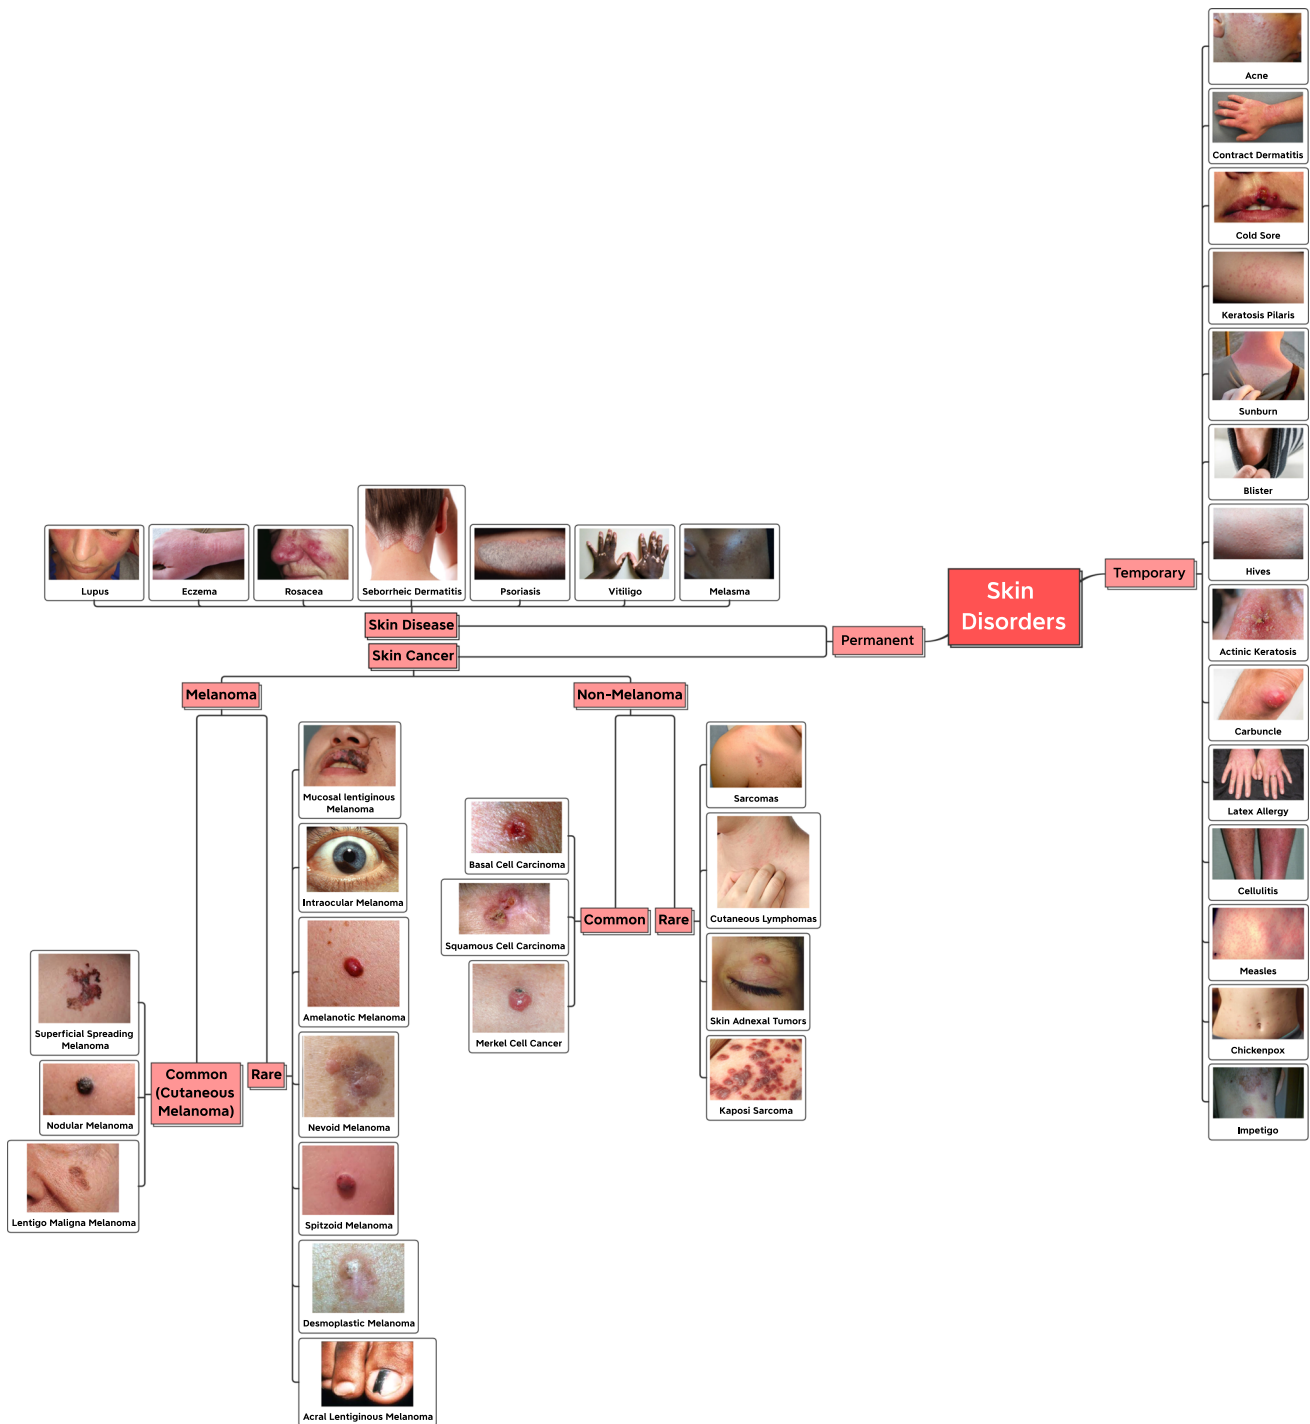 Acne
Contract Dermatitis
Cold Sore
Keratosis Pilaris
Sunburn
Blister
Hives
Actinic Keratosis
Carbuncle
Latex Allergy
Cellulitis
Measles
Chickenpox
Impetigo
Temporary
Skin
Disorders
Permanent
Lupus
Eczema
Rosacea
Seborrheic Dermatitis
Psoriasis
Vitiligo
Melasma
Skin Disease
Skin Cancer
Melanoma
Non-Melanoma
Mucosal lentiginous
Melanoma
Intraocular Melanoma
Amelanotic Melanoma
Nevoid Melanoma
Spitzoid Melanoma
Desmoplastic Melanoma
Acral Lentiginous Melanoma
Rare
Common
(Cutaneous
Melanoma)
Superficial Spreading
Melanoma
Nodular Melanoma
Lentigo Maligna Melanoma
Basal Cell Carcinoma
Squamous Cell Carcinoma
Merkel Cell Cancer
Common
Rare
Sarcomas
Cutaneous Lymphomas
Skin Adnexal Tumors
Kaposi Sarcoma